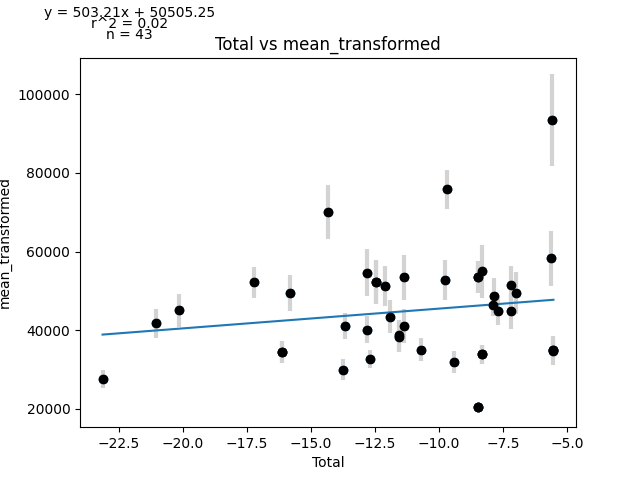 y = 503.21x + 50505.25
r^2 = 0.02
n = 43
Total vs mean_transformed
mean_transformed
100000
80000
60000
40000
20000
−22.5 −20.0 −17.5 −15.0 −12.5 −10.0 −7.5 −5.0
Total